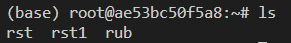 (base) root@ae53bc50f5a8:~# ls
rst  rst1  rub